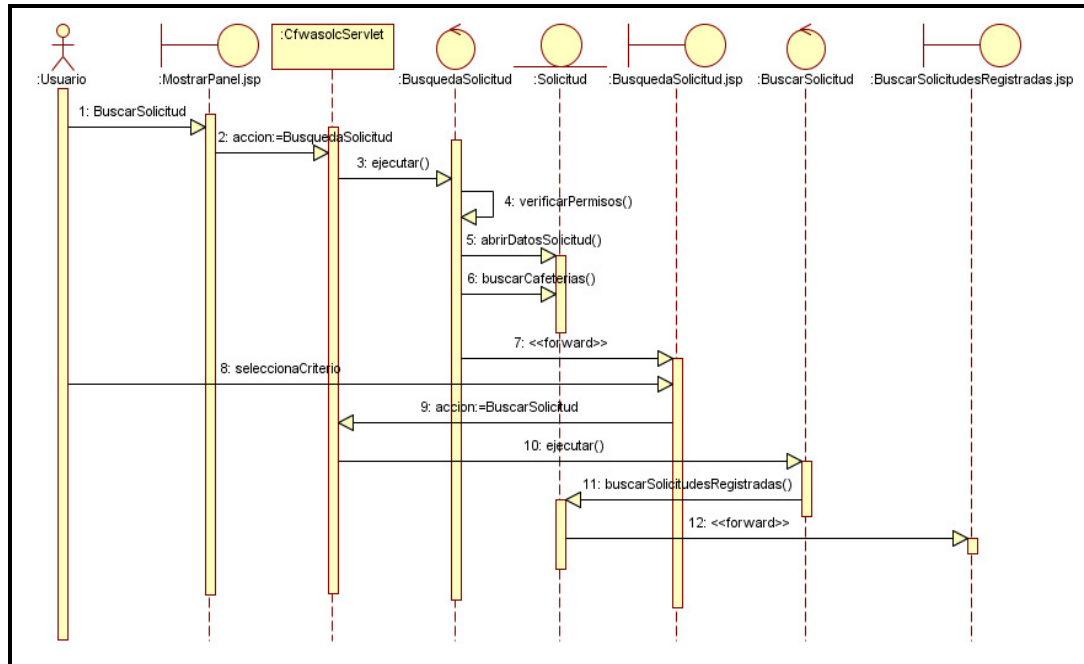 :CfwasolcServlet
:Usuario
:MostrarPanel.jsp
:BusquedaSolicitud
:Solicitud
:BusquedaSolicitud.jsp
:BuscarSolicitud
:BuscarSolicitudesRegistradas.jsp
1: BuscarSolicitud
2: accion:=BusquedaSolicitud
3: ejecutar()
4: verificarPermisos()
5: abrirDatosSolicitud()
6: buscarCafeterias()
7: <<forward>>
8: seleccionaCriterio
9: accion:=BuscarSolicitud
10: ejecutar()
11: buscarSolicitudesRegistradas()
12: <<forward>>